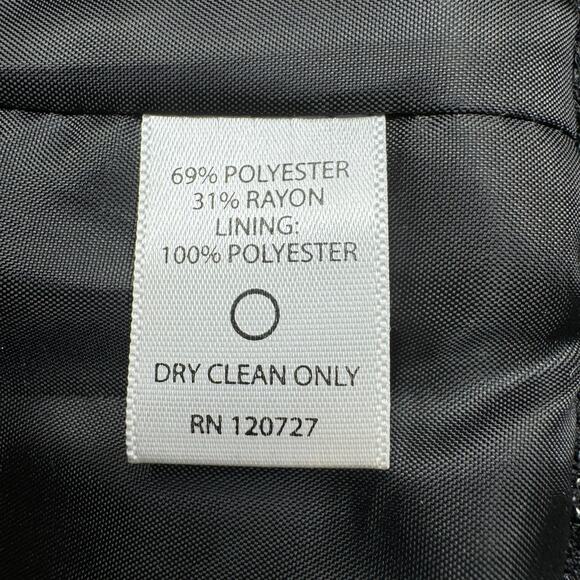 69% POLYESTER
31% RAYON
LINING:
100% POLYESTER
DRY CLEAN ONLY
RN 120727